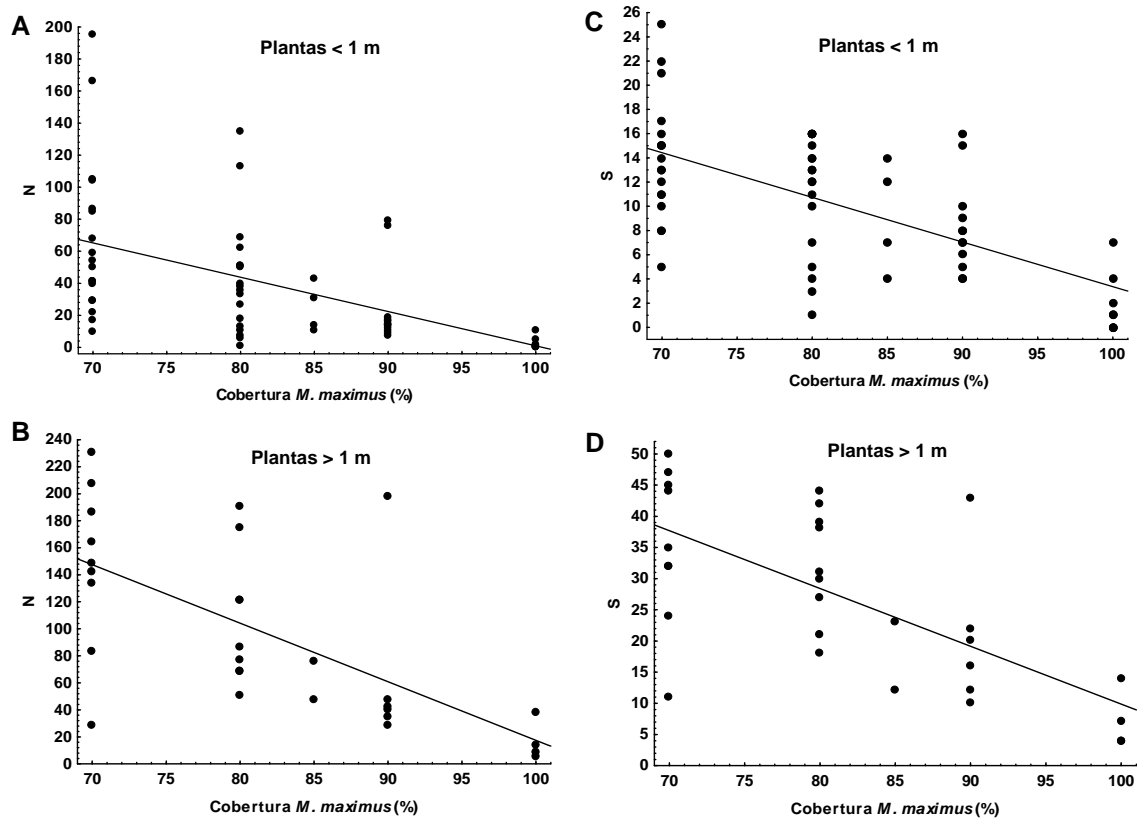 A
Plantas < 1 m
N
200
180
160
140
120
100
80
60
40
20
0
70 75 80 85 90 95 100
Cobertura M. maximus (%)
C
Plantas < 1 m
S
26
24
22
20
18
16
14
12
10
8
6
4
2
0
70 75 80 85 90 95 100
Cobertura M. maximus (%)
B
Plantas > 1 m
N
240
220
200
180
160
140
120
100
80
60
40
20
0
70 75 80 85 90 95 100
Cobertura M. maximus (%)
D
Plantas > 1 m
S
50
45
40
35
30
25
20
15
10
5
0
70 75 80 85 90 95 100
Cobertura M. maximus (%)